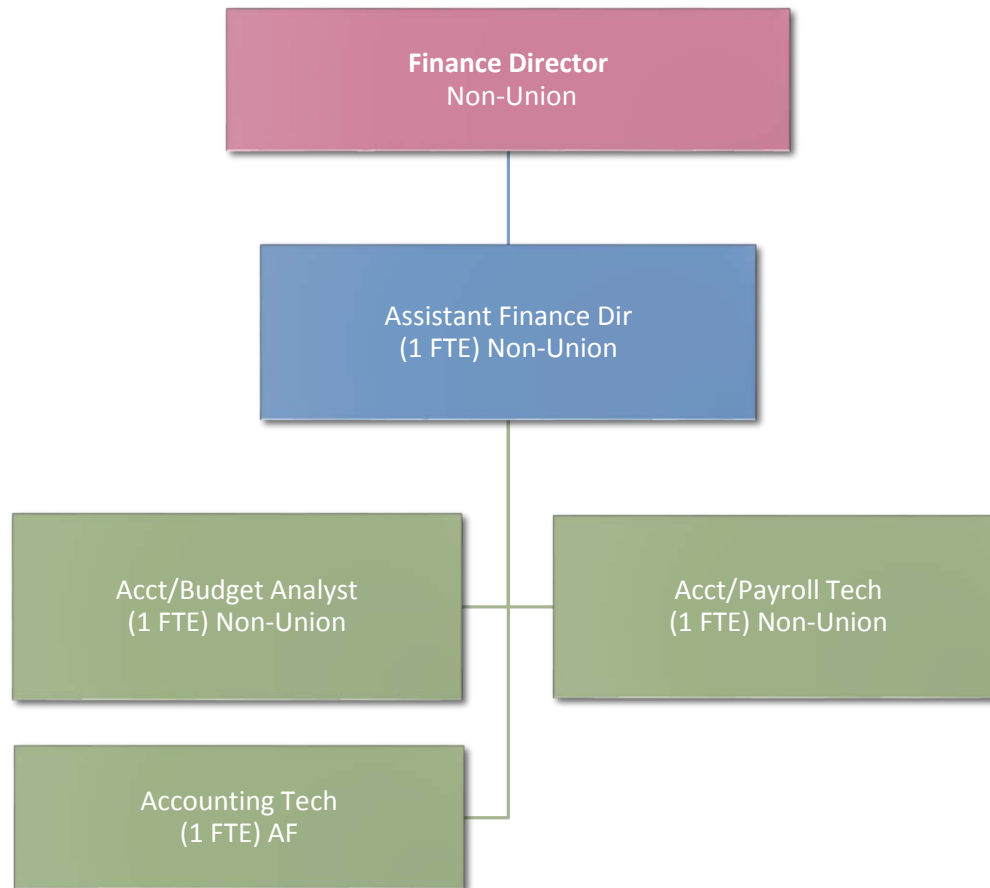 Finance Director
Non-Union
Assistant Finance Dir
(1 FTE) Non-Union
Acct/Budget Analyst
(1 FTE) Non-Union
Acct/Payroll Tech
(1 FTE) Non-Union
Accounting Tech
(1 FTE) AF